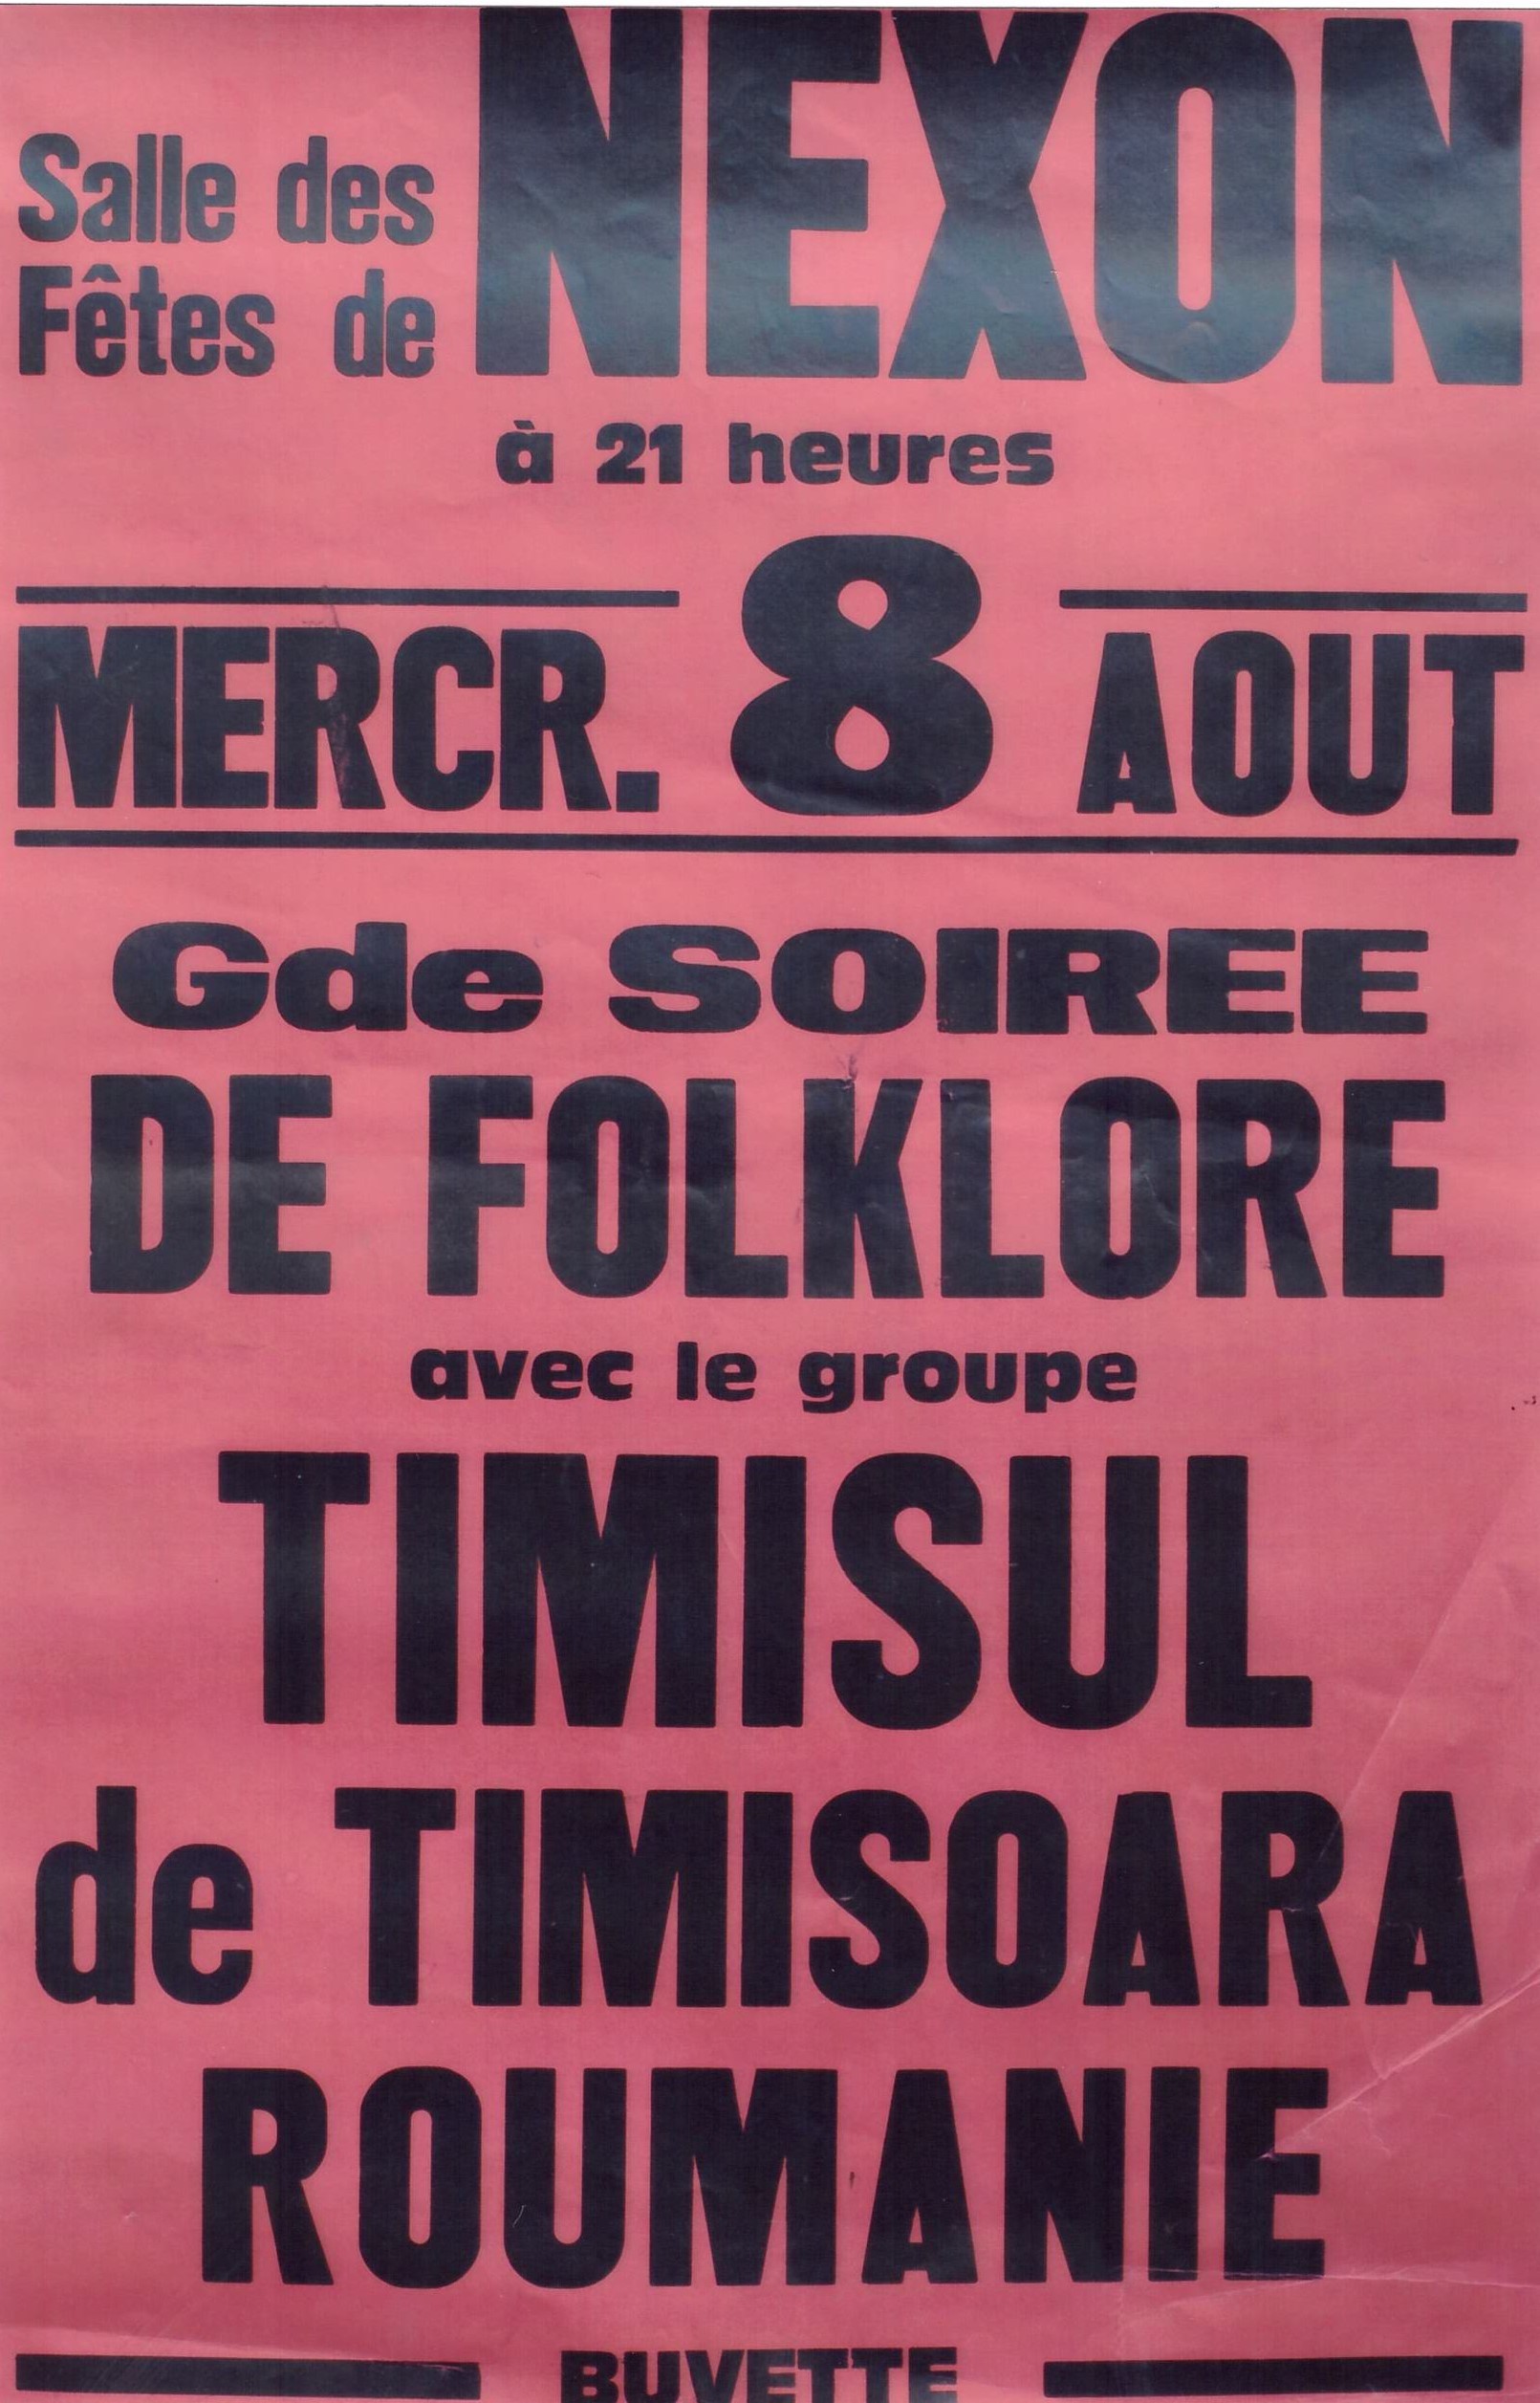 Salle des
Fêtes de
NEXON
à 21 heures
MERCR. 8 AOUT
Gde SOIREE
DE FOLKLORE
avec le groupe
TIMISUL
de TIMISOARA
ROUMANIE
BUVETTE